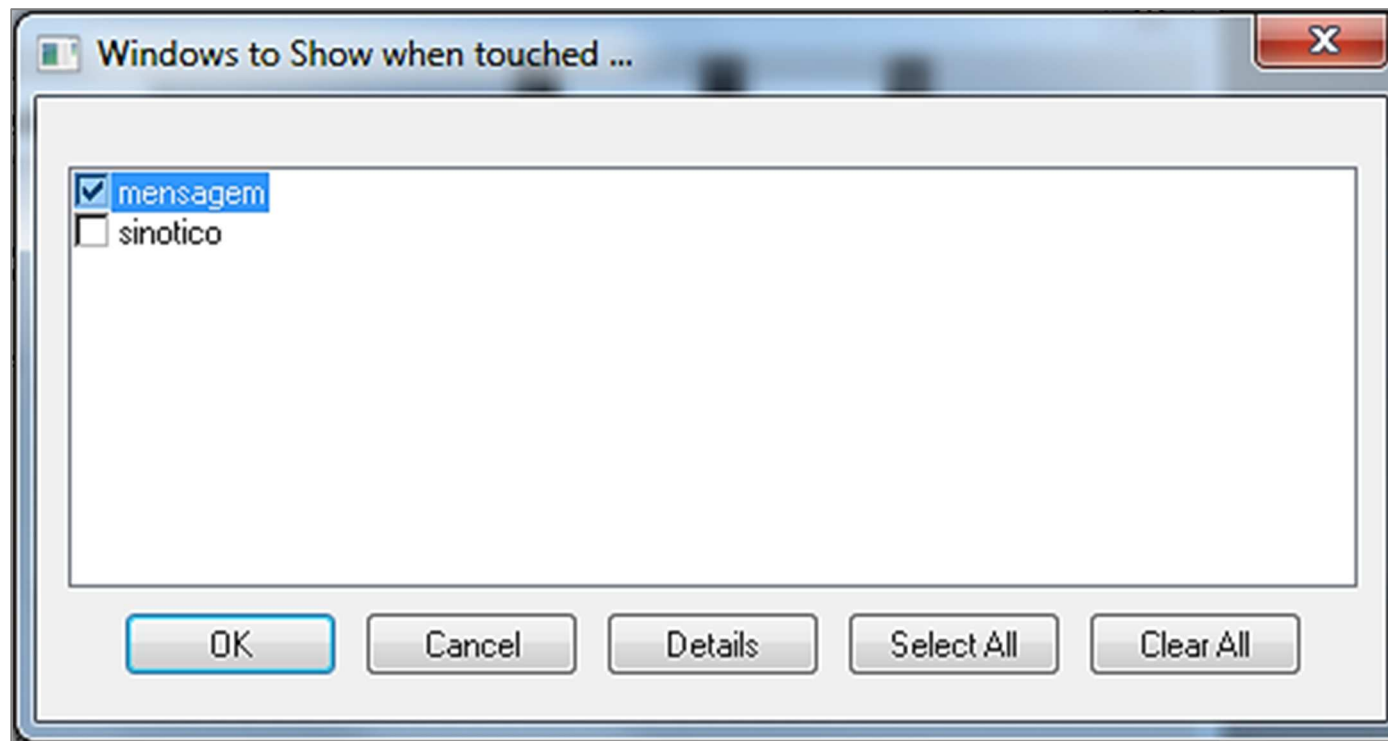 Windows to Show when touched ...
mensagem
sinotico
OK Cancel Details Select All Clear All